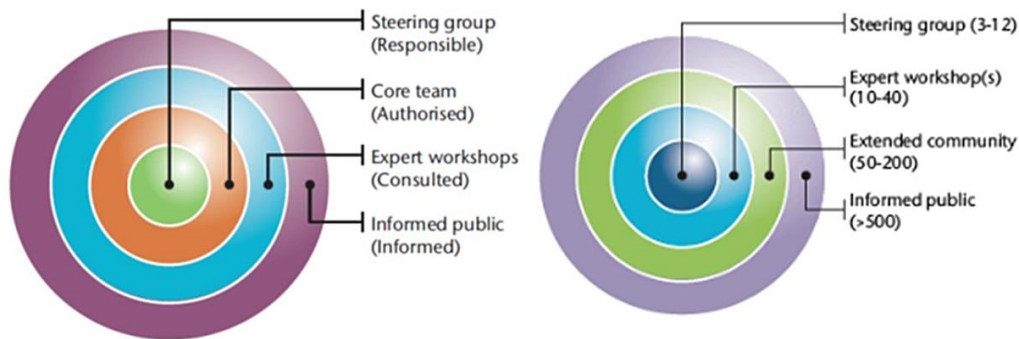 Steering group
(Responsible)
Core team
(Authorised)
Expert workshops
(Consulted)
Informed public
(Informed)
Steering group (3-12)
Expert workshop(s)
(10-40)
Extended community
(50-200)
Informed public
(>500)